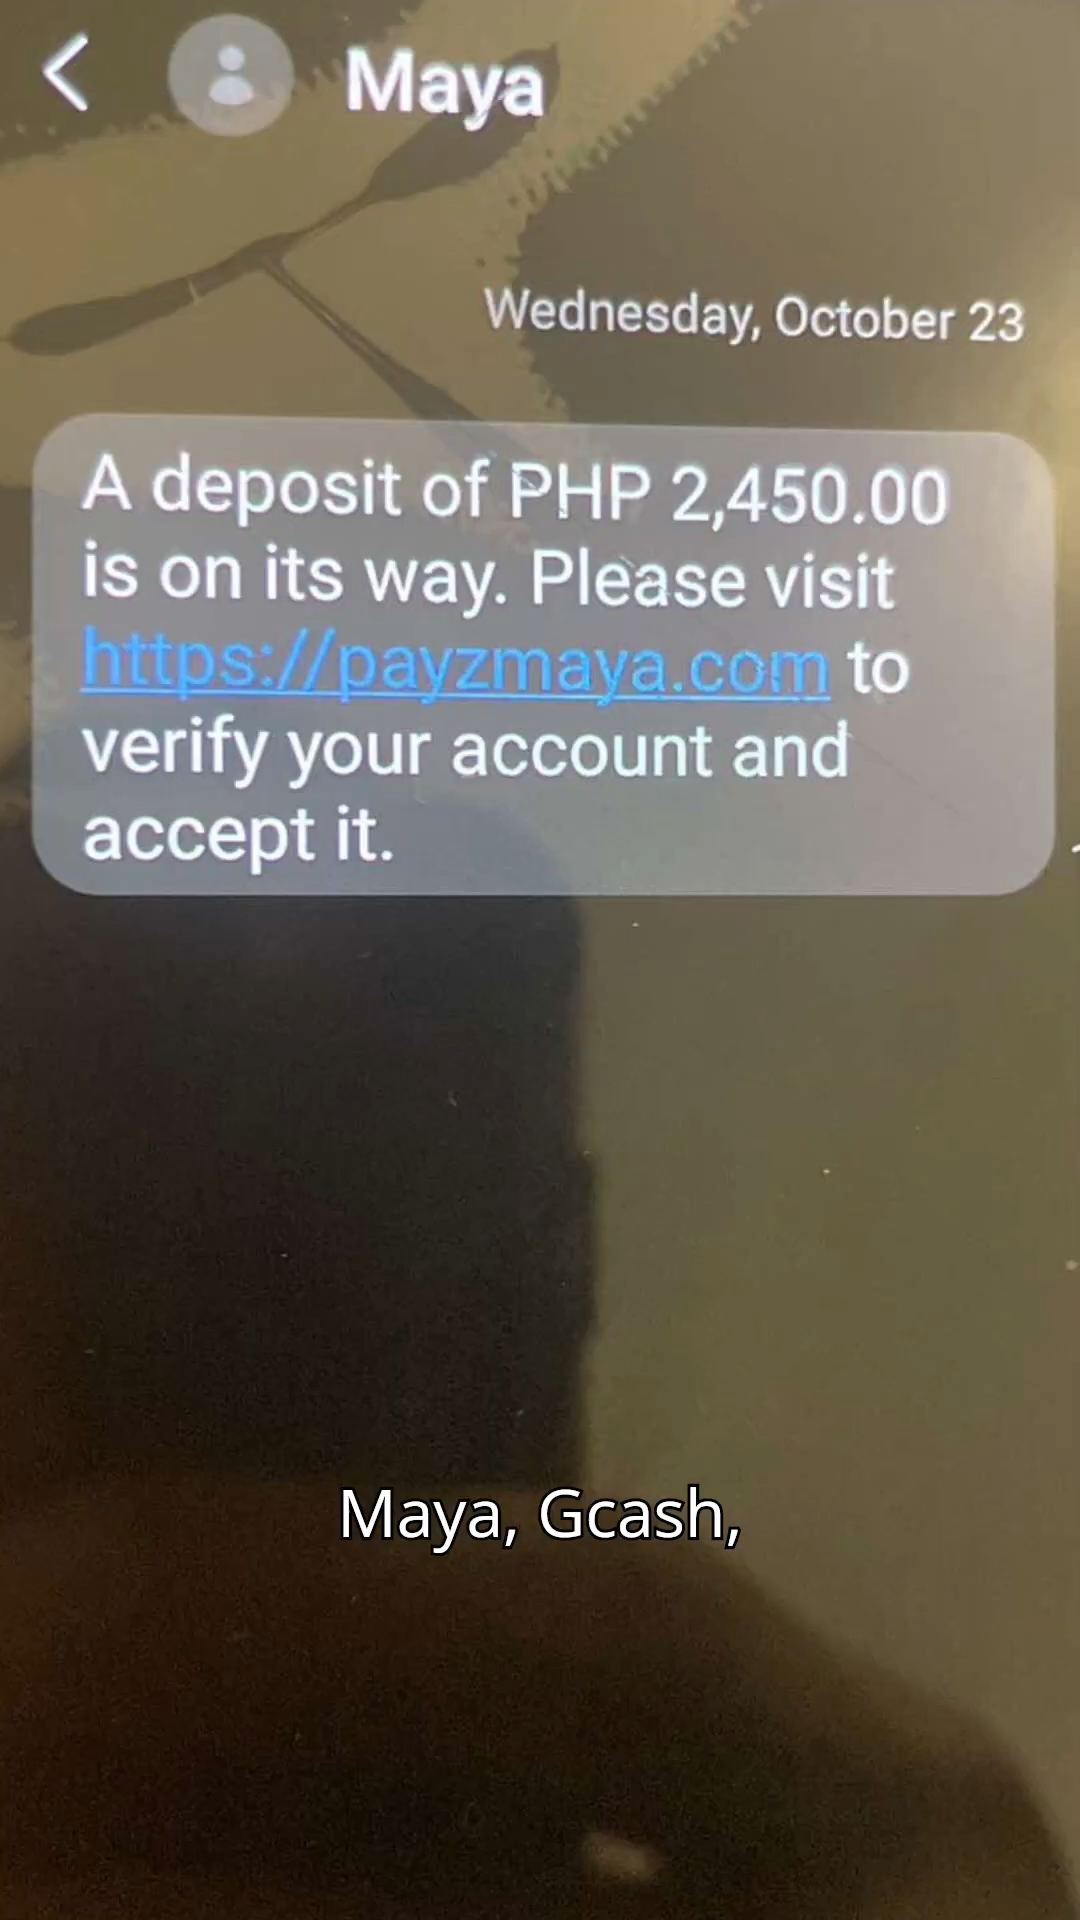 Maya
Wednesday, October 23
A deposit of PHP 2,450.00
is on its way. Please visit
https://payzmaya.com to
verify your account and
accept it.
Maya, Gcash,